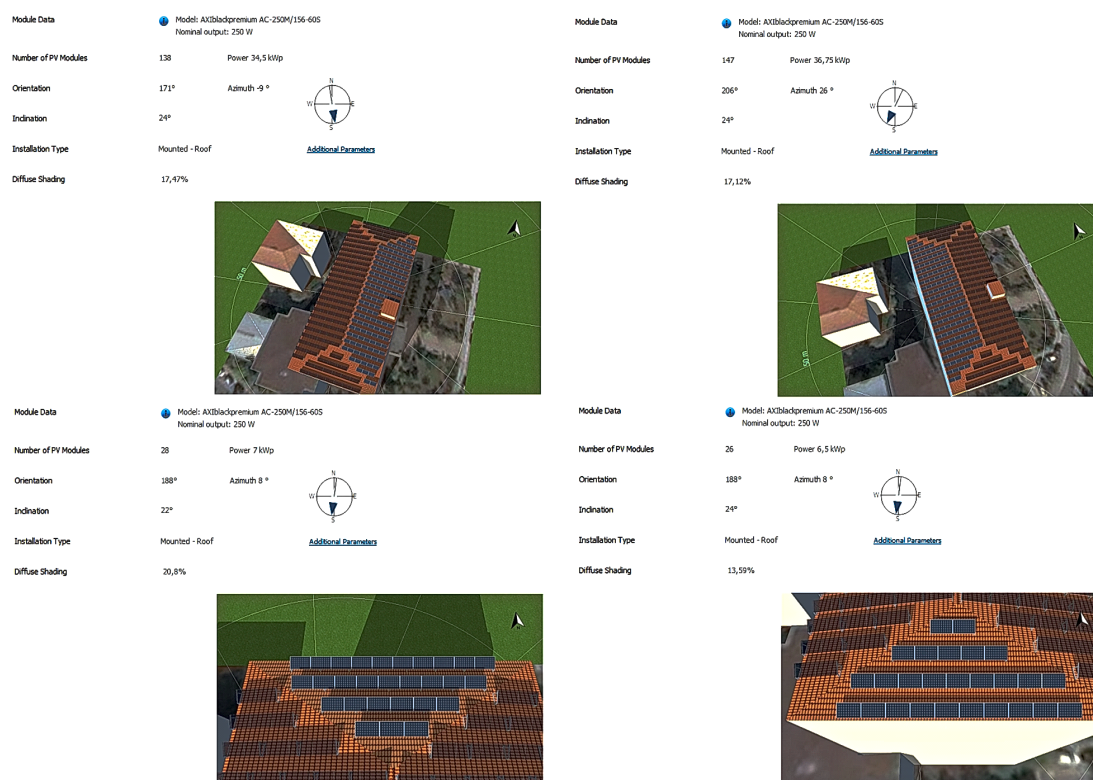 Module Data
Model: AXIblackpremium AC-250M/156-60S
Nominal output: 250 W
Number of PV Modules 138 Power 34,5 kWp
Orientation 171° Azimuth -9 °
N
W E
S
Inclination 24°
Installation Type Mounted - Roof Additional Parameters
Diffuse Shading 17,47%
50 m
Module Data
Model: AXIblackpremium AC-250M/156-60S
Nominal output: 250 W
Number of PV Modules 147 Power 36,75 kWp
Orientation 206° Azimuth 26 °
N
W E
S
Inclination 24°
Installation Type Mounted - Roof Additional Parameters
Diffuse Shading 17,12%
50 m
Module Data
Model: AXIblackpremium AC-250M/156-60S
Nominal output: 250 W
Number of PV Modules 28 Power 7 kWp
Orientation 188° Azimuth 8 °
N
W E
S
Inclination 22°
Installation Type Mounted - Roof Additional Parameters
Diffuse Shading 20,8%
Module Data
Model: AXIblackpremium AC-250M/156-60S
Nominal output: 250 W
Number of PV Modules 26 Power 6,5 kWp
Orientation 188° Azimuth 8 °
N
W E
S
Inclination 24°
Installation Type Mounted - Roof Additional Parameters
Diffuse Shading 13,59%